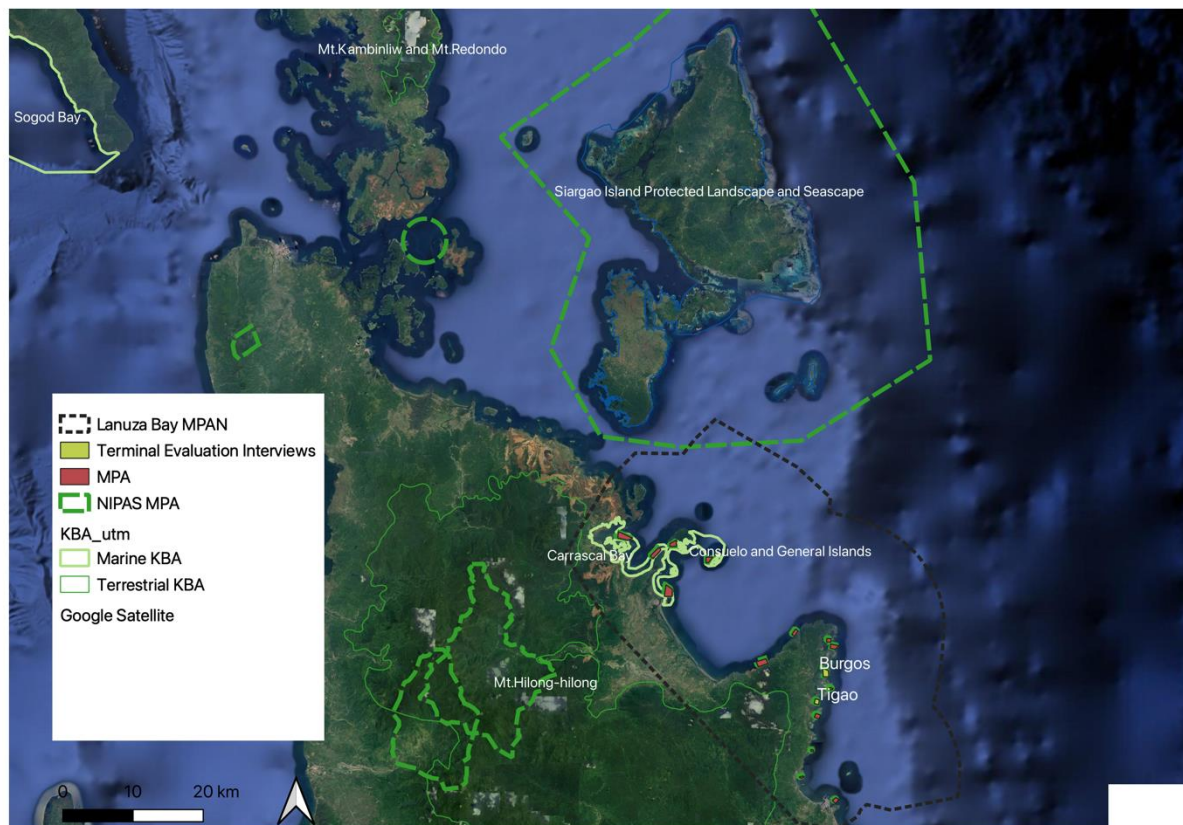 Mt.Kambinliw and Mt.Redondo
Sogod Bay
Siargao Island Protected Landscape and Seascape
Lanuza Bay MPAN
Terminal Evaluation Interviews
MPA
NIPAS MPA
KBA_utm
Marine KBA
Terrestrial KBA
Google Satellite
Carrascal Bay
Consuelo and General Islands
Mt.Hilong-hilong
Burgos
Tigao
0 10 20 km